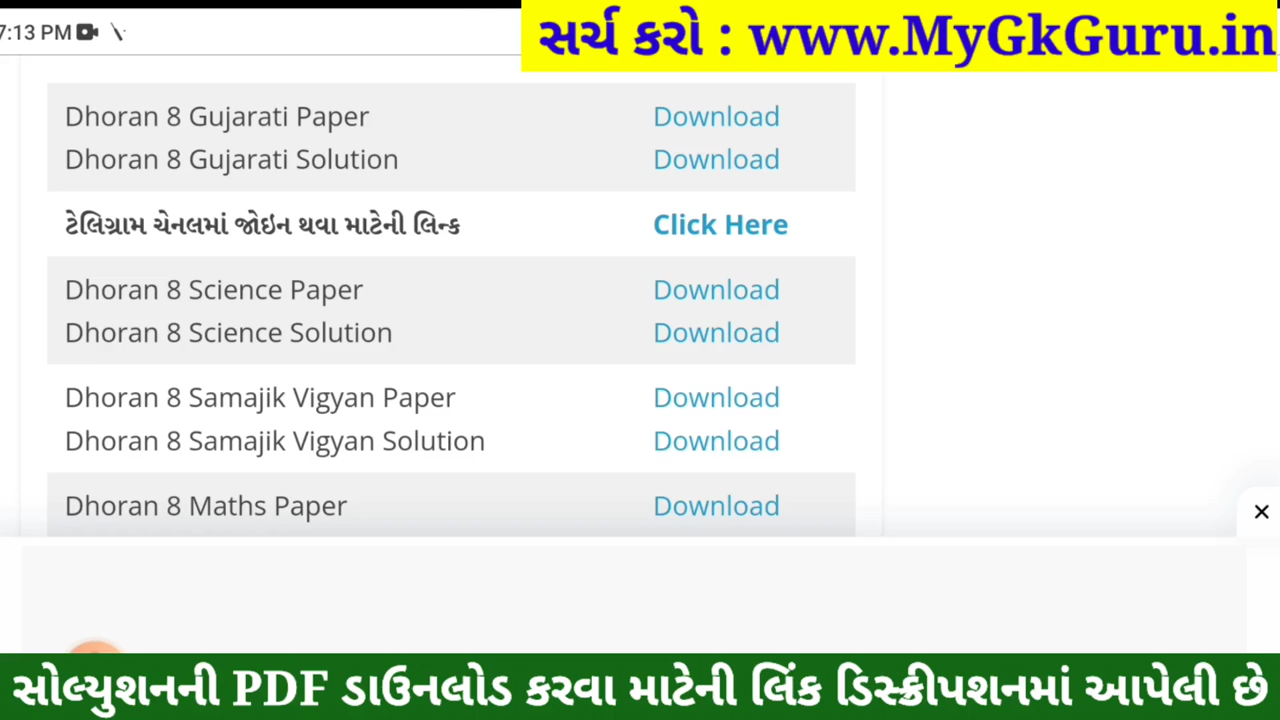 7:13 PM
સર્ચ કરો : www.MyGkGuru.in
Dhoran 8 Gujarati Paper Download
Dhoran 8 Gujarati Solution Download
ટેલિગ્રામ ચેનલમાં જોઇન થવા માટેની લિન્ક Click Here
Dhoran 8 Science Paper Download
Dhoran 8 Science Solution Download
Dhoran 8 Samajik Vigyan Paper Download
Dhoran 8 Samajik Vigyan Solution Download
Dhoran 8 Maths Paper Download
સોલ્યુશનની PDF ડાઉનલોડ કરવા માટેની લિંક ડિસ્ક્રીપશનમાં આપેલી છે